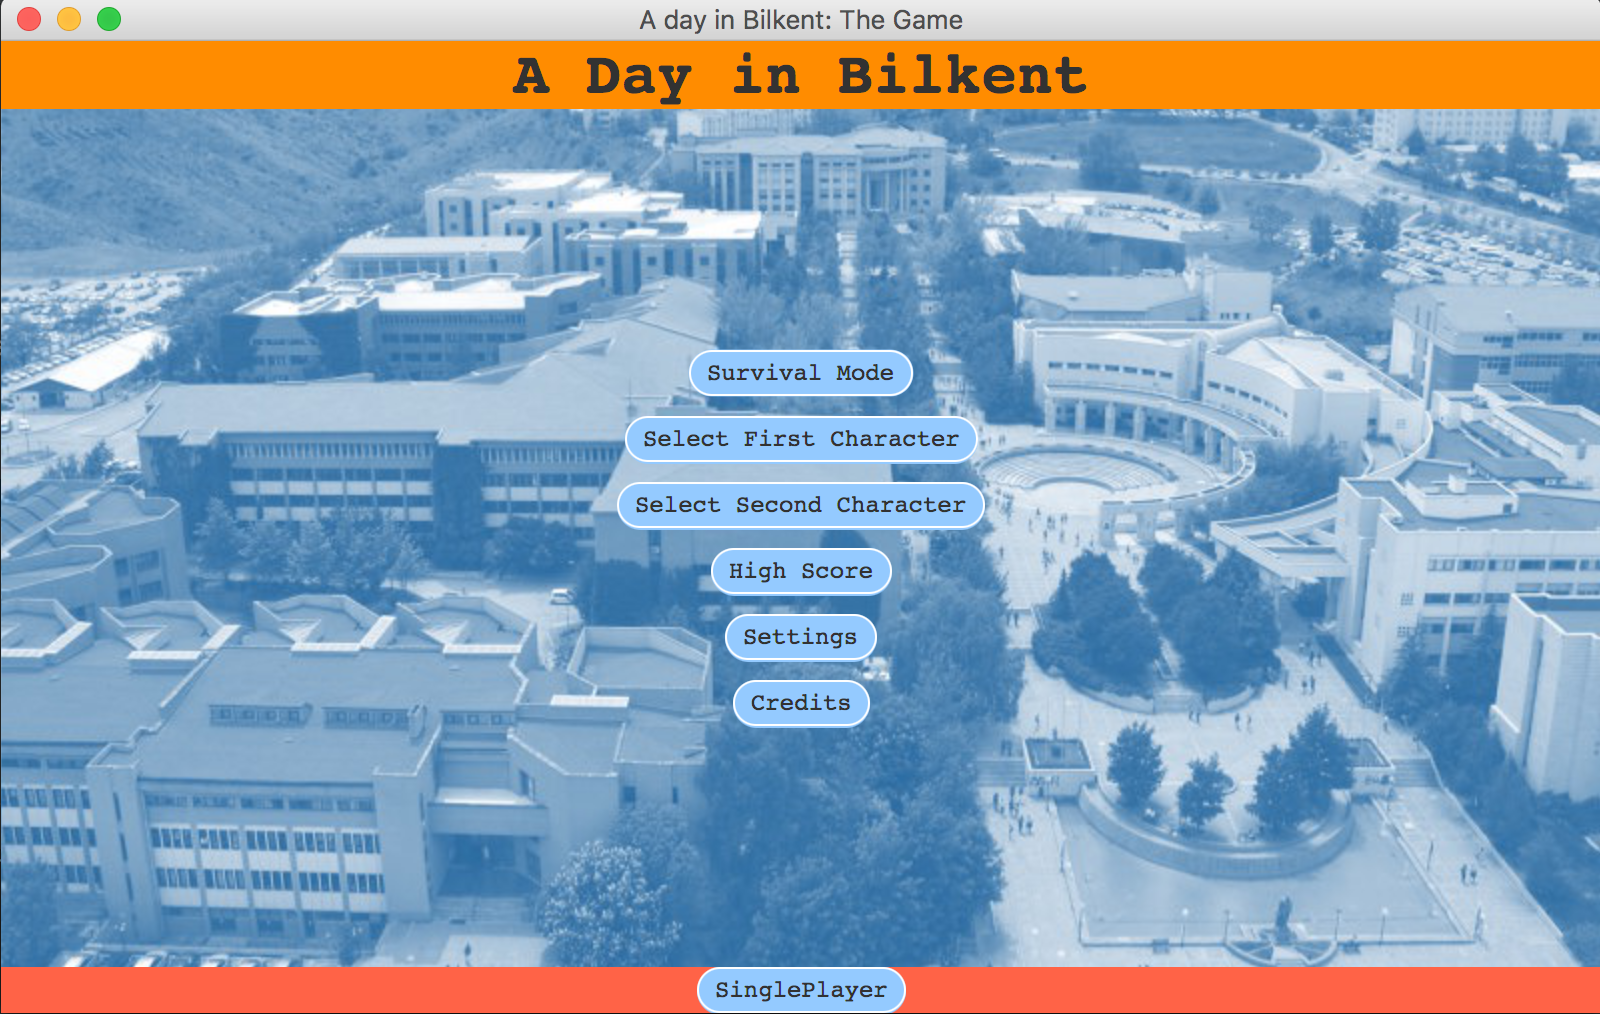 A day in Bilkent: The Game
A Day in Bilkent
Survival Mode
Select First Character
Select Second Character
High Score
Settings
Credits
SinglePlayer